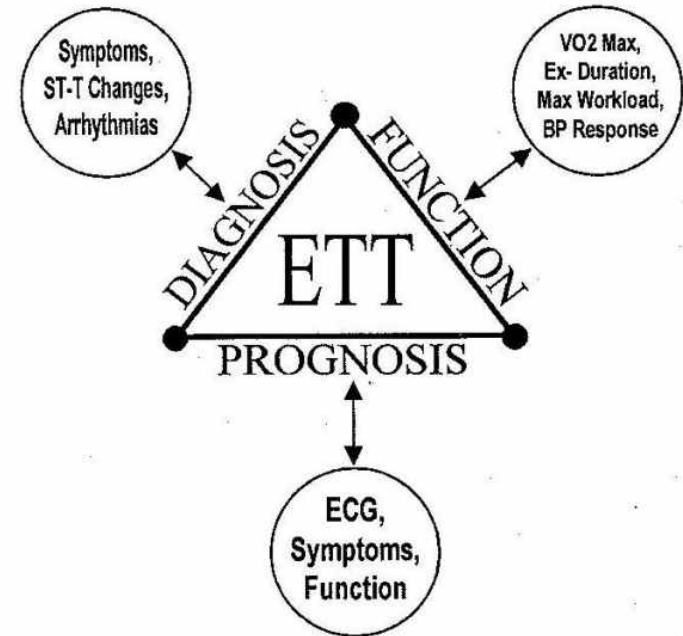 Symptoms,
ST-T Changes,
Arrhythmias
VO2 Max,
Ex- Duration,
Max Workload,
BP Response
DIAGNOSIS
FUNCTION
ETT
PROGNOSIS
ECG,
Symptoms,
Function